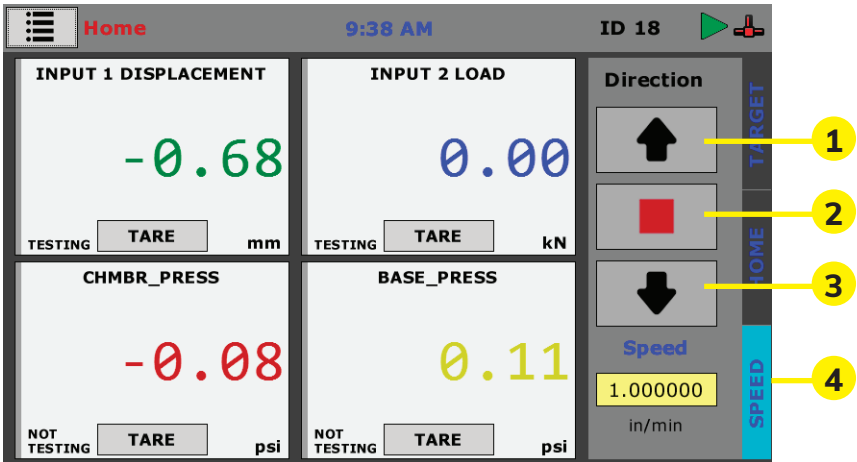 Home
9:38 AM
ID 18
INPUT 1 DISPLACEMENT
-0.68
TESTING
TARE
mm
INPUT 2 LOAD
0.00
TESTING
TARE
kN
CHMBR_PRESS
-0.08
NOT
TESTING
TARE
psi
BASE_PRESS
0.11
NOT
TESTING
TARE
psi
Direction
Speed
1.000000
in/min
TARGET
HOME
SPEED
1
2
3
4